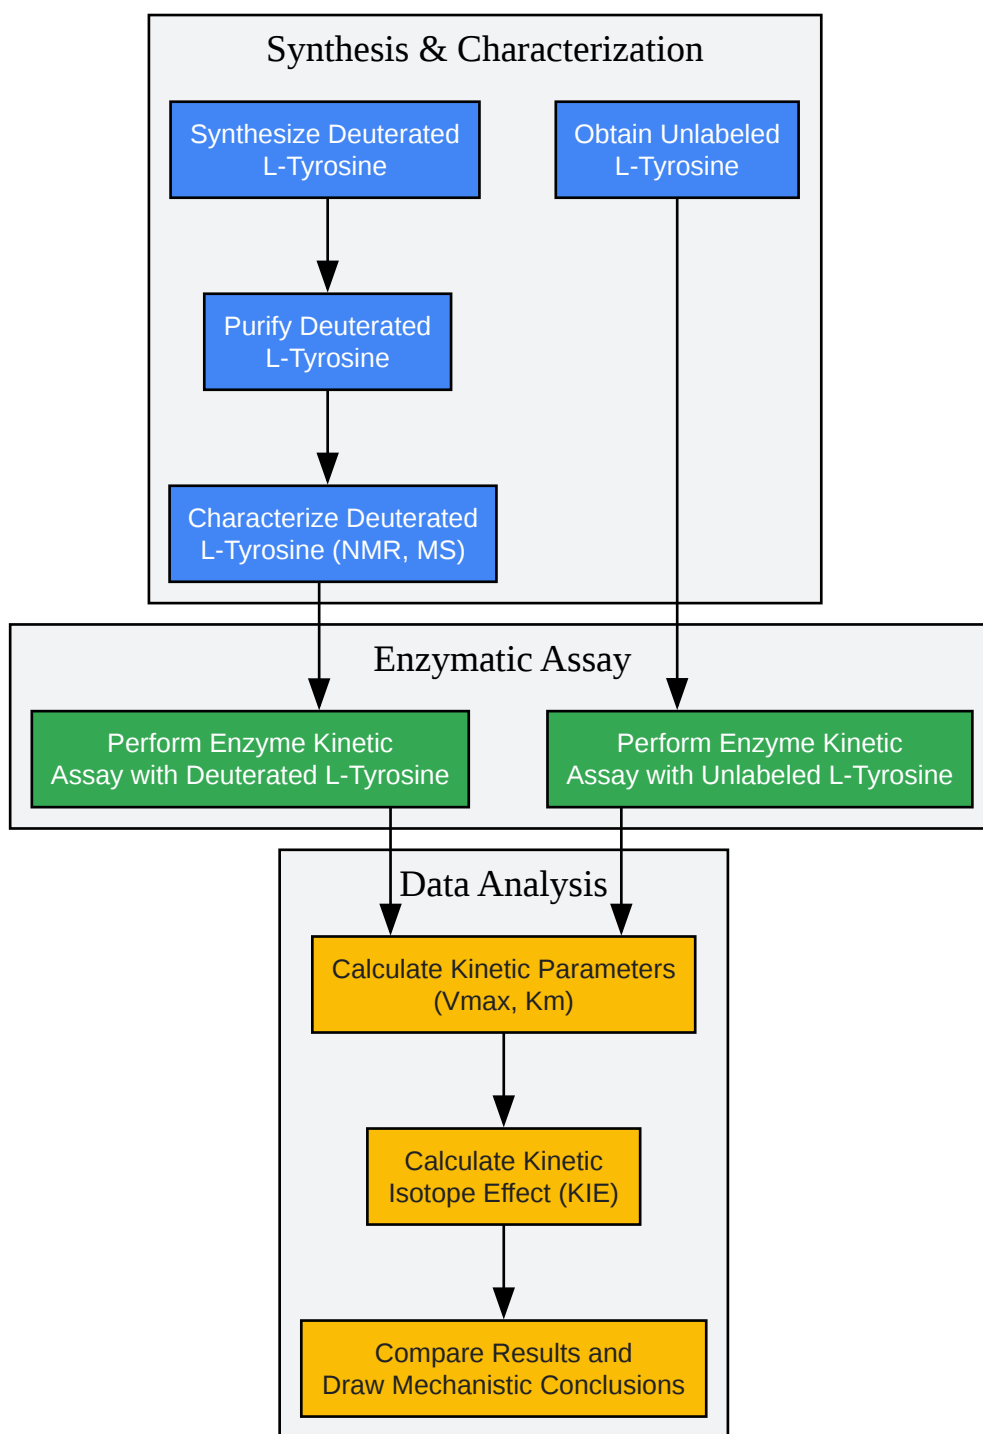 Synthesis & Characterization
Synthesize Deuterated
L-Tyrosine
Obtain Unlabeled
L-Tyrosine
Purify Deuterated
L-Tyrosine
Characterize Deuterated
L-Tyrosine (NMR, MS)
Enzymatic Assay
Perform Enzyme Kinetic
Assay with Deuterated L-Tyrosine
Perform Enzyme Kinetic
Assay with Unlabeled L-Tyrosine
Data Analysis
Calculate Kinetic Parameters
(Vmax, Km)
Calculate Kinetic
Isotope Effect (KIE)
Compare Results and
Draw Mechanistic Conclusions